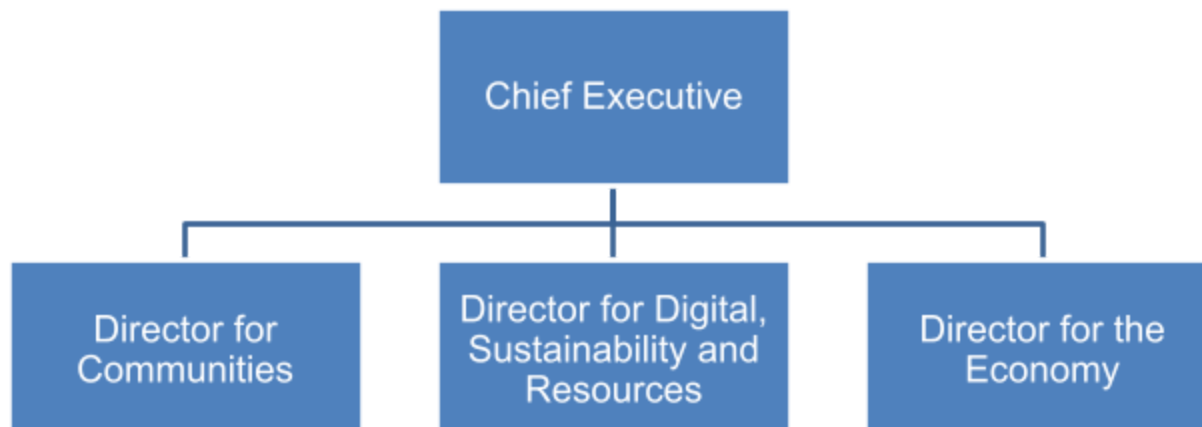 Chief Executive
Director for
Communities
Director for Digital,
Sustainability and
Resources
Director for the
Economy